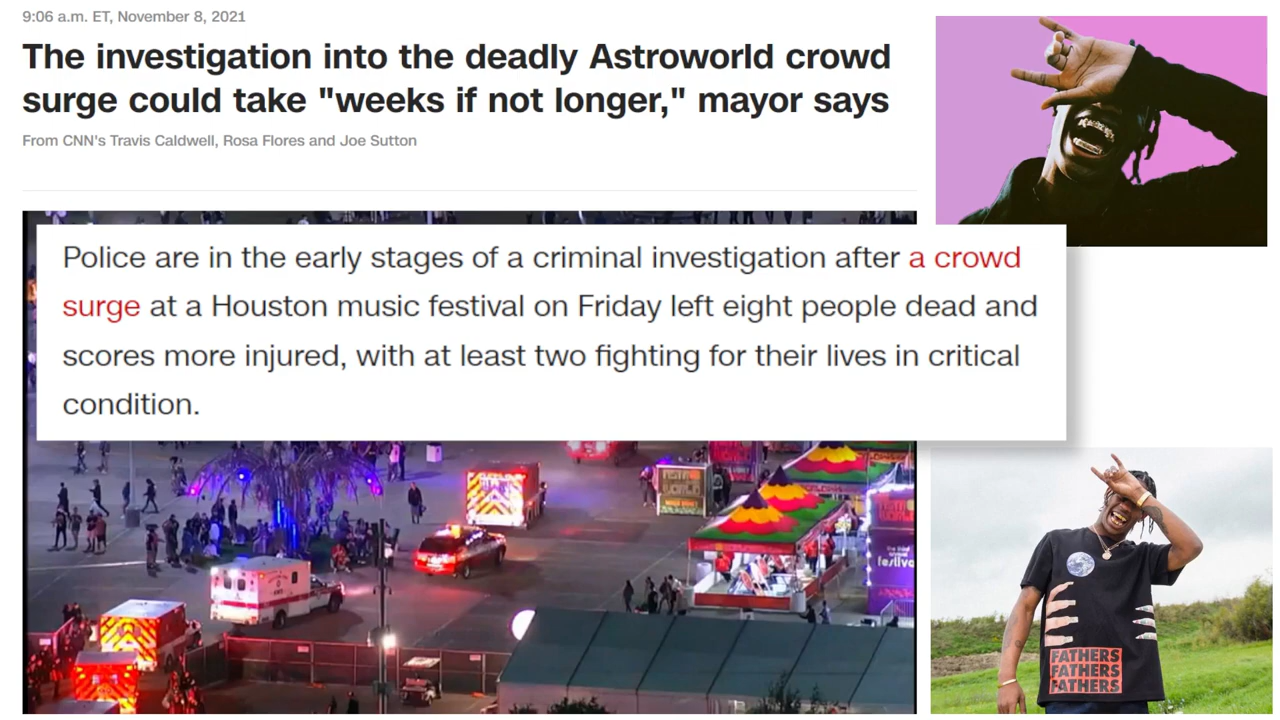 9:06 a.m. ET, November 8, 2021
The investigation into the deadly Astroworld crowd
surge could take "weeks if not longer," mayor says
From CNN's Travis Caldwell, Rosa Flores and Joe Sutton
Police are in the early stages of a criminal investigation after a crowd
surge at a Houston music festival on Friday left eight people dead and
scores more injured, with at least two fighting for their lives in critical
condition.
FATHERS
FATHERS
FATHERS